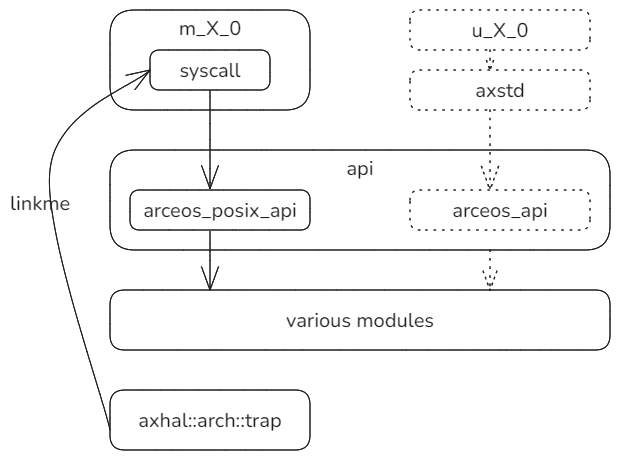 m_X_0
u_X_0
syscall
axstd
api
linkme
arceos_posix_api
arceos_api
various modules
axhal::arch::trap